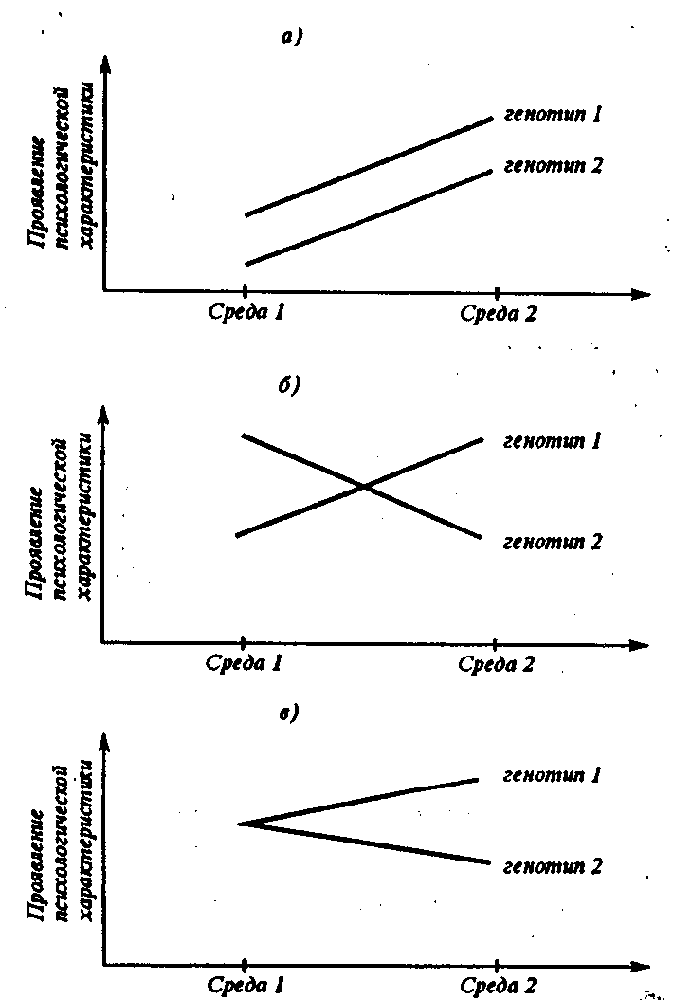 а)
Проявление
психологической
характеристики
генотип 1
генотип 2
Среда 1
Среда 2
б)
Проявление
психологической
характеристики
генотип 1
генотип 2
Среда 1
Среда 2
в)
Проявление
психологической
характеристики
генотип 1
генотип 2
Среда 1
Среда 2